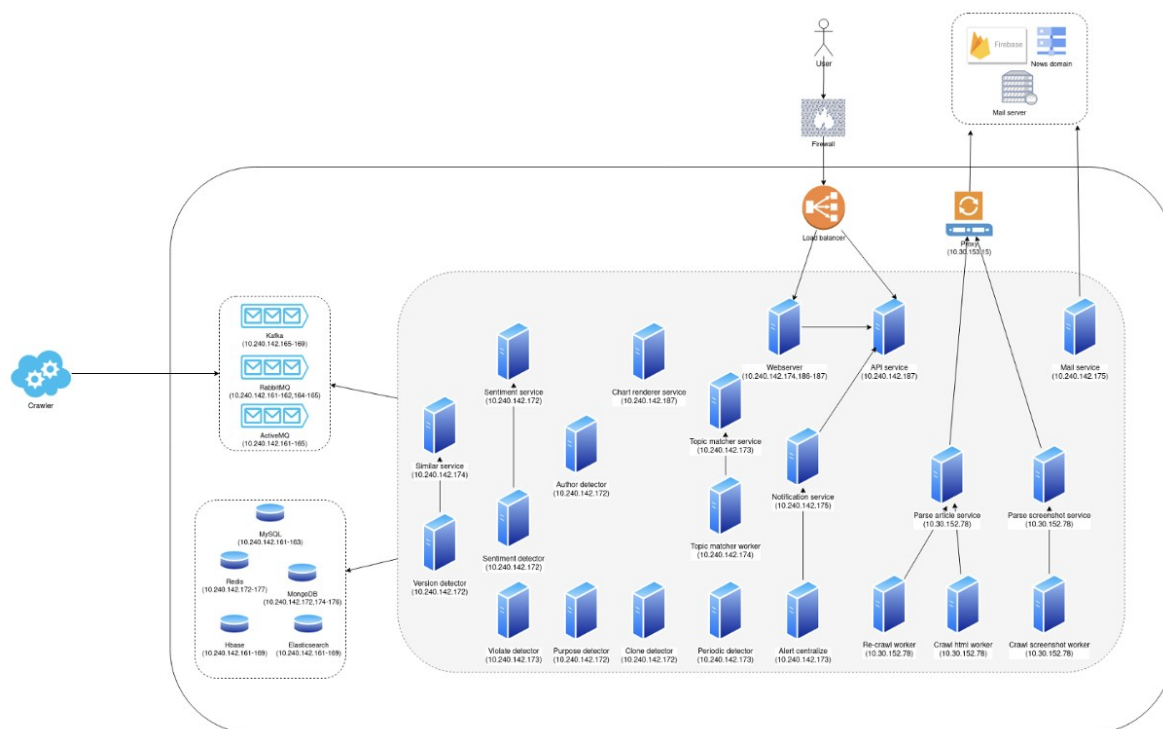 User
Firebase
News domain
Mail server
Firewall
Load balancer
Proxy
(10.30.153.15)
Kafka
(10.240.142.165-169)
RabbitMQ
(10.240.142.161-162,164-165)
ActiveMQ
(10.240.142.161-165)
Crawler
Sentiment service
(10.240.142.172)
Chart renderer service
(10.240.142.187)
Webserver
(10.240.142.174,186-187)
API service
(10.240.142.187)
Mail service
(10.240.142.175)
Similar service
(10.240.142.174)
Author detector
(10.240.142.172)
Topic matcher service
(10.240.142.173)
Notification service
(10.240.142.175)
Parse article service
(10.30.152.78)
Parse screenshot service
(10.30.152.78)
MySQL
(10.240.142.161-163)
Redis
(10.240.142.172-177)
MongoDB
(10.240.142.172,174-176)
Hbase
(10.240.142.161-169)
Elasticsearch
(10.240.142.161-169)
Version detector
(10.240.142.172)
Sentiment detector
(10.240.142.172)
Topic matcher worker
(10.240.142.174)
Violate detector
(10.240.142.173)
Purpose detector
(10.240.142.172)
Clone detector
(10.240.142.172)
Periodic detector
(10.240.142.173)
Alert centralize
(10.240.142.173)
Re-crawl worker
(10.30.152.78)
Crawl html worker
(10.30.152.78)
Crawl screenshot worker
(10.30.152.78)